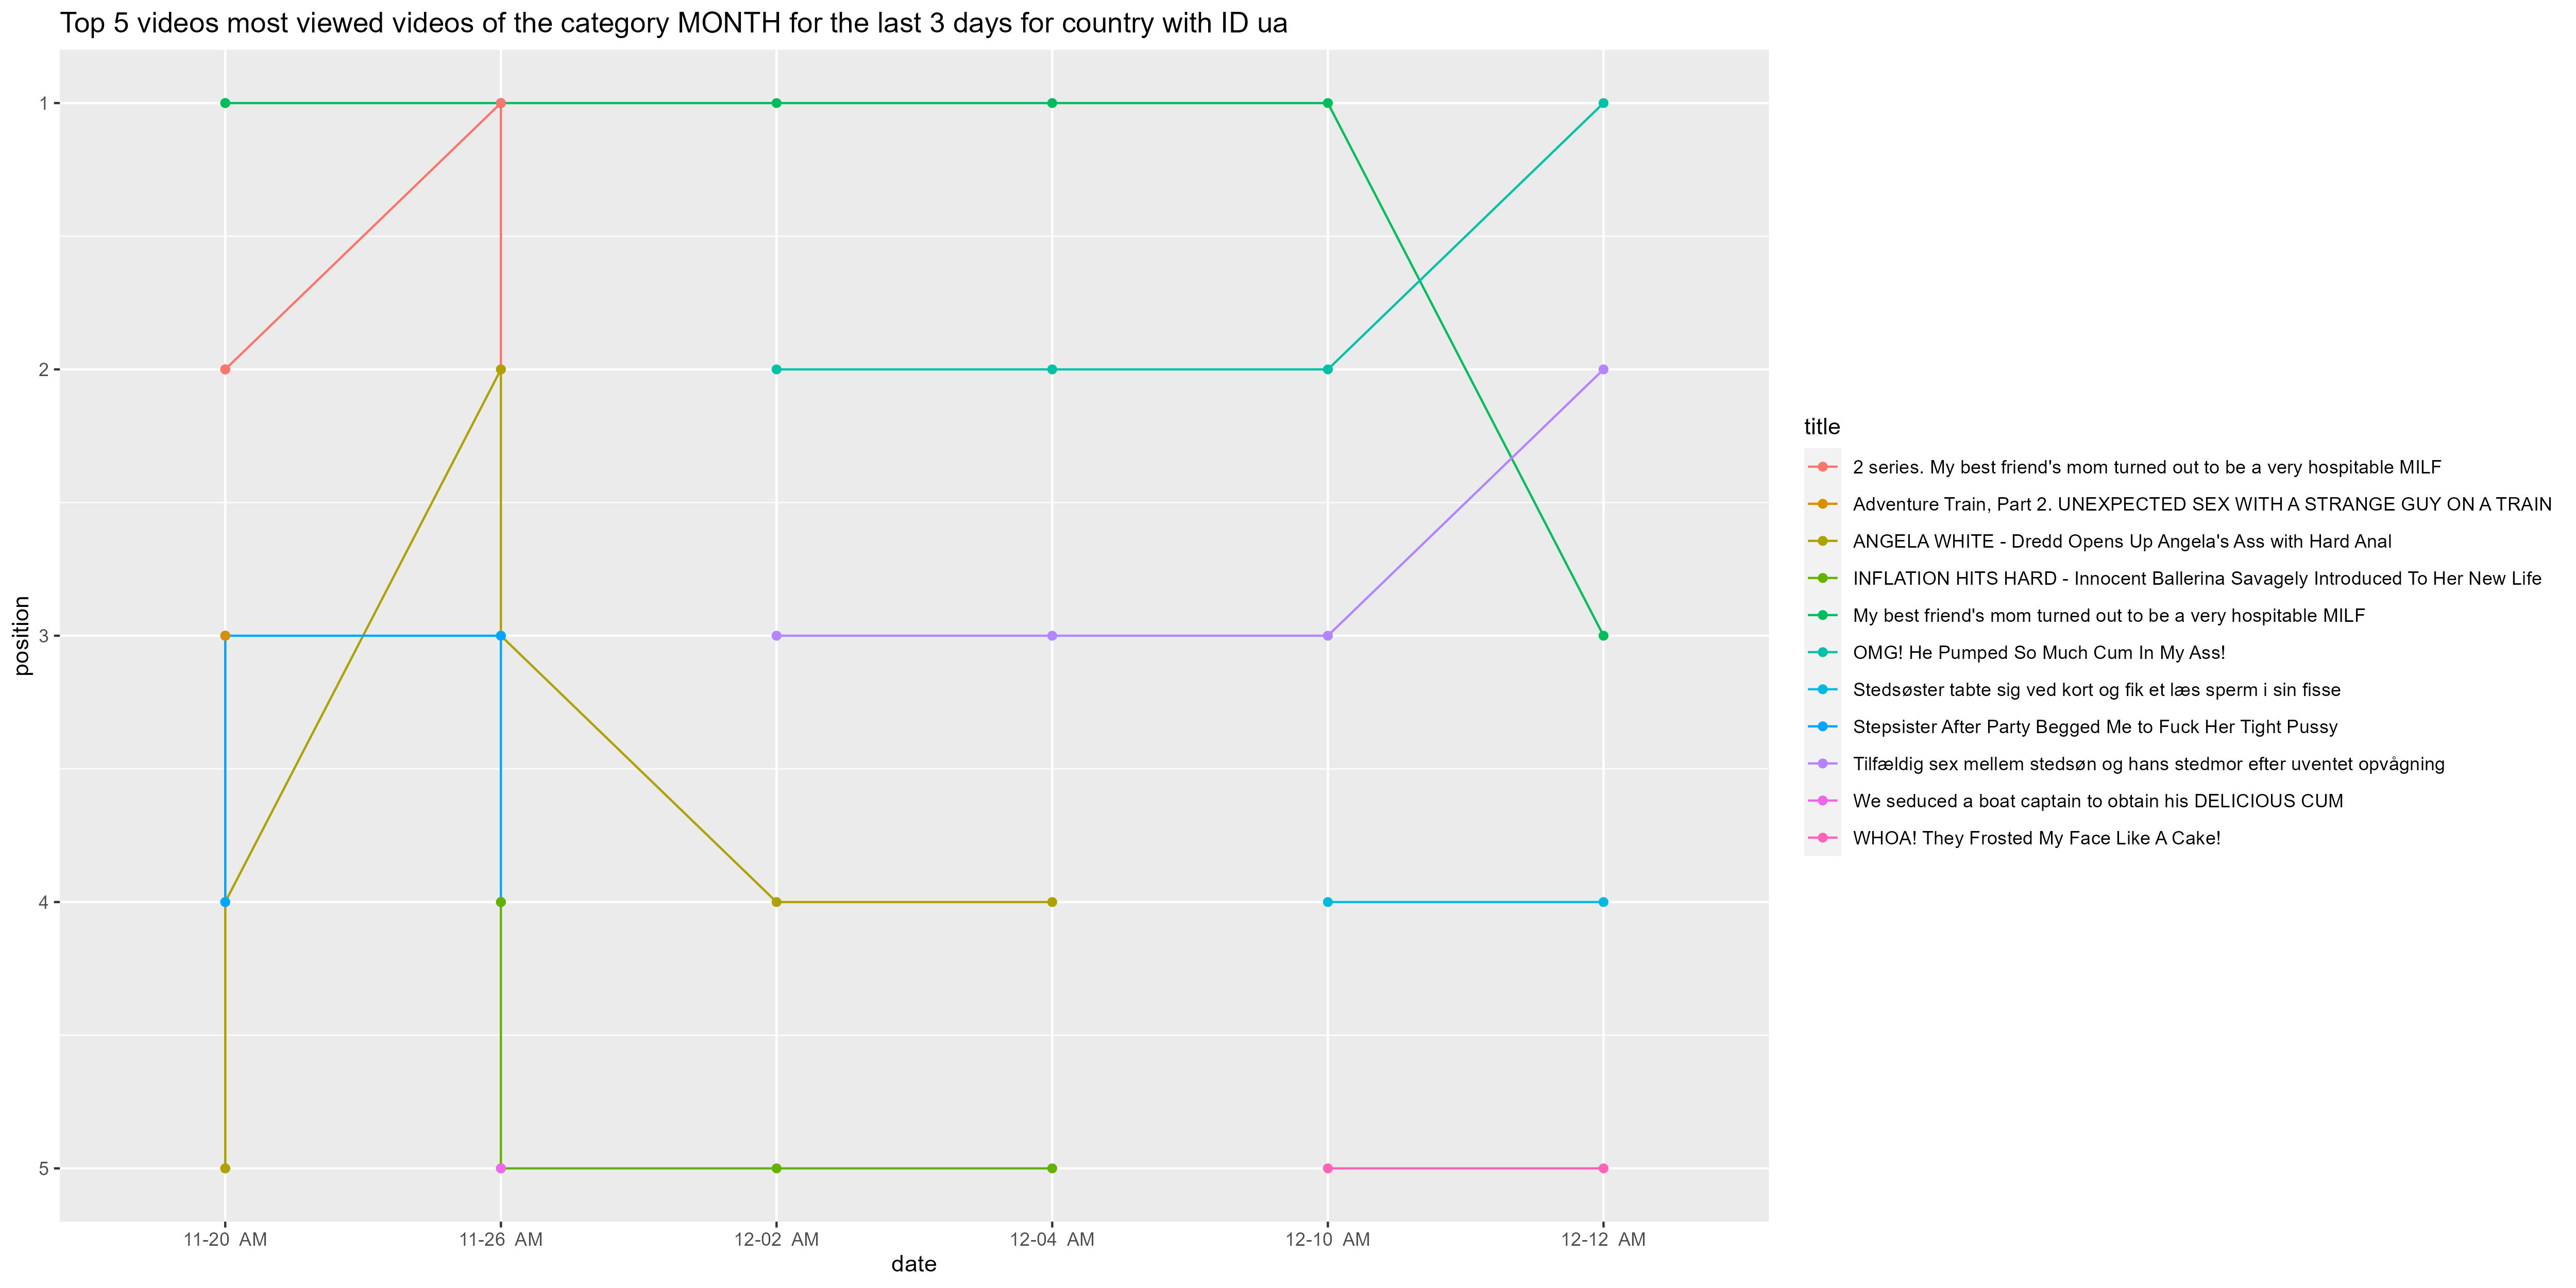 Top 5 videos most viewed videos of the category MONTH for the last 3 days for country with ID ua
position
1
2
3
4
5
11-20 AM
11-26 AM
12-02 AM
12-04 AM
12-10 AM
12-12 AM
date
title
2 series. My best friend's mom turned out to be a very hospitable MILF
Adventure Train, Part 2. UNEXPECTED SEX WITH A STRANGE GUY ON A TRAIN
ANGELA WHITE - Dredd Opens Up Angela's Ass with Hard Anal
INFLATION HITS HARD - Innocent Ballerina Savagely Introduced To Her New Life
My best friend's mom turned out to be a very hospitable MILF
OMG! He Pumped So Much Cum In My Ass!
Stedsøster tabte sig ved kort og fik et læs sperm i sin fisse
Stepsister After Party Begged Me to Fuck Her Tight Pussy
Tilfældig sex mellem stedsøn og hans stedmor efter uventet opvågning
We seduced a boat captain to obtain his DELICIOUS CUM
WHOA! They Frosted My Face Like A Cake!